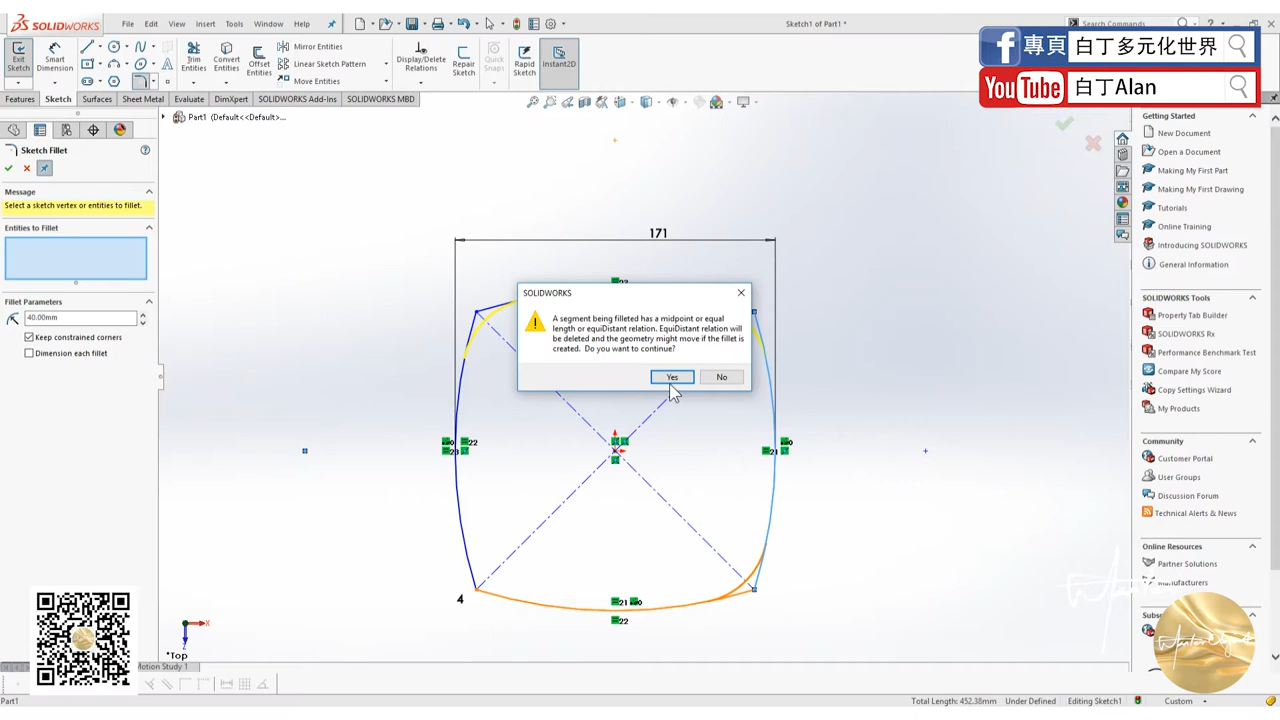 SOLIDWORKS
File Edit View Insert Tools Window Help
Sketch1 of Part1 *
Search Commands
Exit Sketch
Smart Dimension
Trim Entities
Convert Entities
Offset Entities
Mirror Entities
Linear Sketch Pattern
Move Entities
Display/Delete Relations
Repair Sketch
Quick Snaps
Rapid Sketch
Instant2D
專頁 白丁多元化世界
YouTube 白丁Alan
Features Sketch Surfaces Sheet Metal Evaluate DimXpert SOLIDWORKS Add-Ins SOLIDWORKS MBD
Part1 (Default<<Default>...
Sketch Fillet
Message
Select a sketch vertex or entities to fillet.
Entities to Fillet
Fillet Parameters
40.00mm
Keep constrained corners
Dimension each fillet
171
SOLIDWORKS
A segment being filleted has a midpoint or equal
length or equiDistant relation. EquiDistant relation will
be deleted and the geometry might move if the fillet is
created. Do you want to continue?
Yes No
22
21
21
22
4
*Top
Getting Started
New Document
Open a Document
Making My First Part
Making My First Drawing
Tutorials
Online Training
Introducing SOLIDWORKS
General Information
SOLIDWORKS Tools
Property Tab Builder
SOLIDWORKS Rx
Performance Benchmark Test
Compare My Score
Copy Settings Wizard
My Products
Community
Customer Portal
User Groups
Discussion Forum
Technical Alerts & News
Online Resources
Partner Solutions
Manufacturers
Motion Study 1
Part1
Total Length: 452.38mm Under Defined Editing Sketch1 Custom